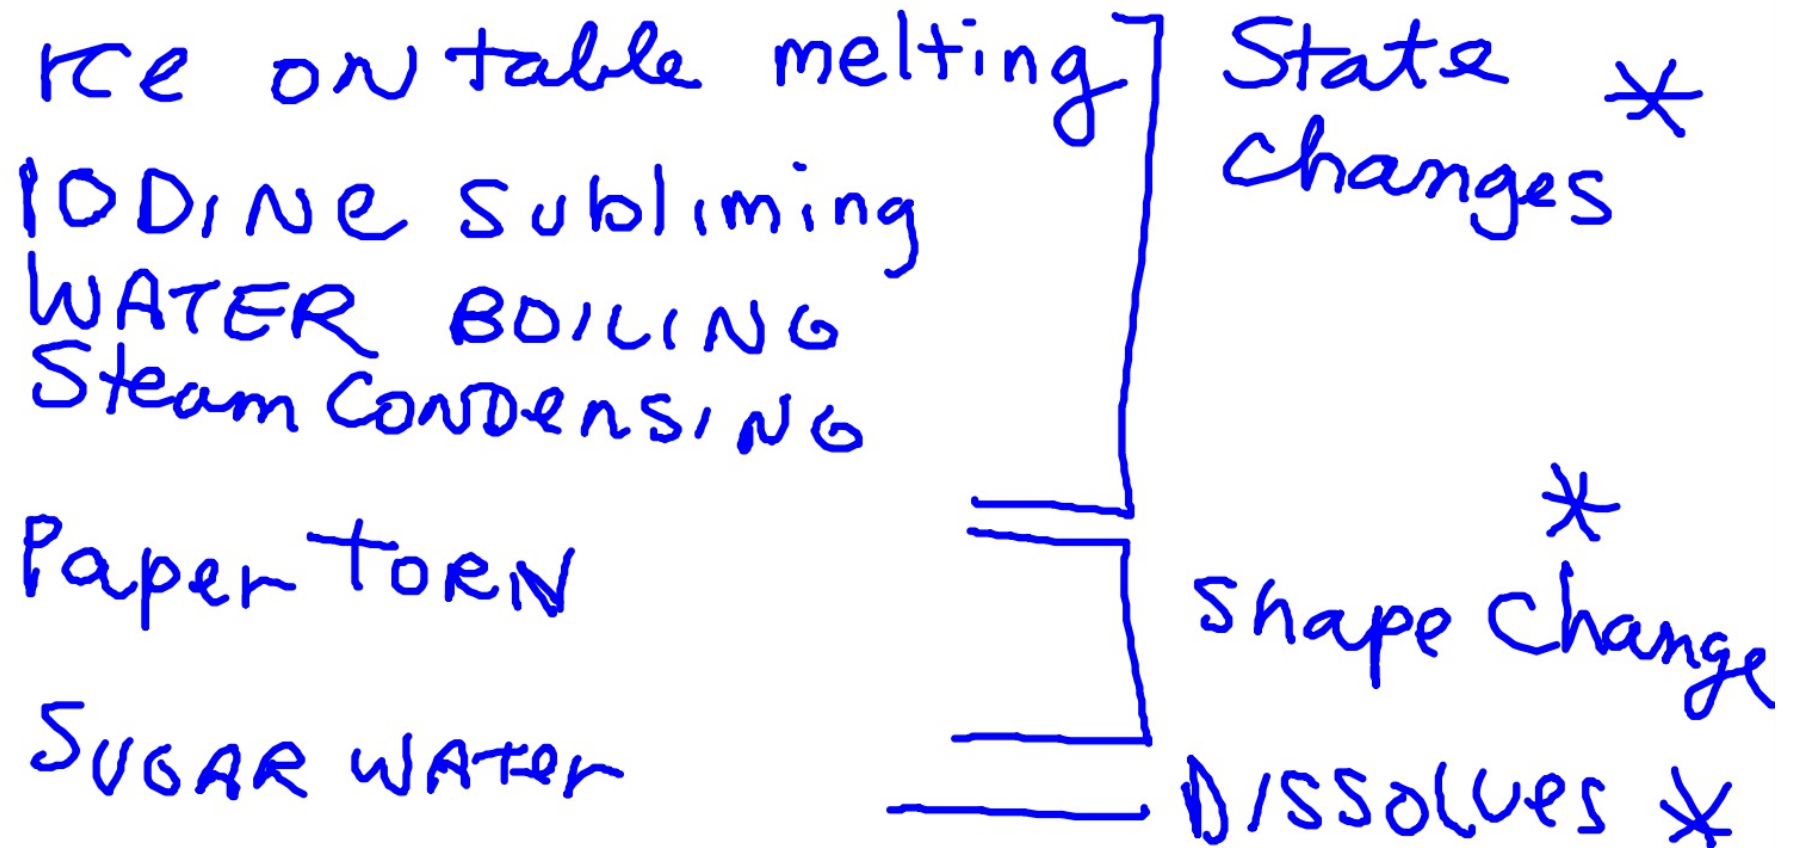 Ice on table melting
State *
Changes
IODINE Subliming
WATER BOILING
Steam CONDensING
*
Paper TORN
Shape Change
SUGAR WATer
DISSOlves *